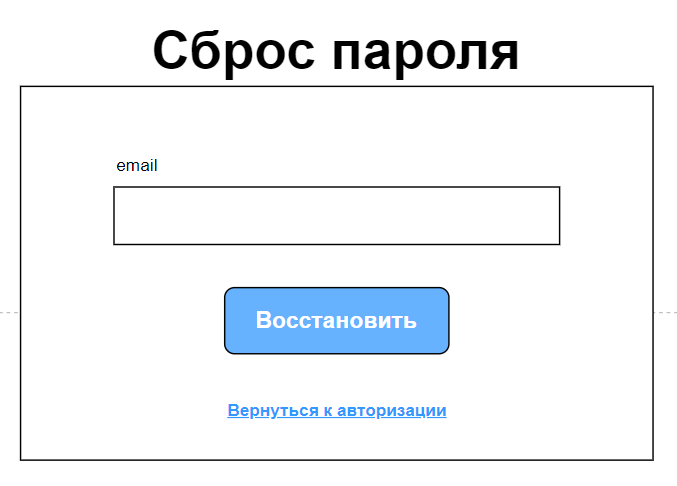 Сброс пароля
email
Восстановить
Вернуться к авторизации